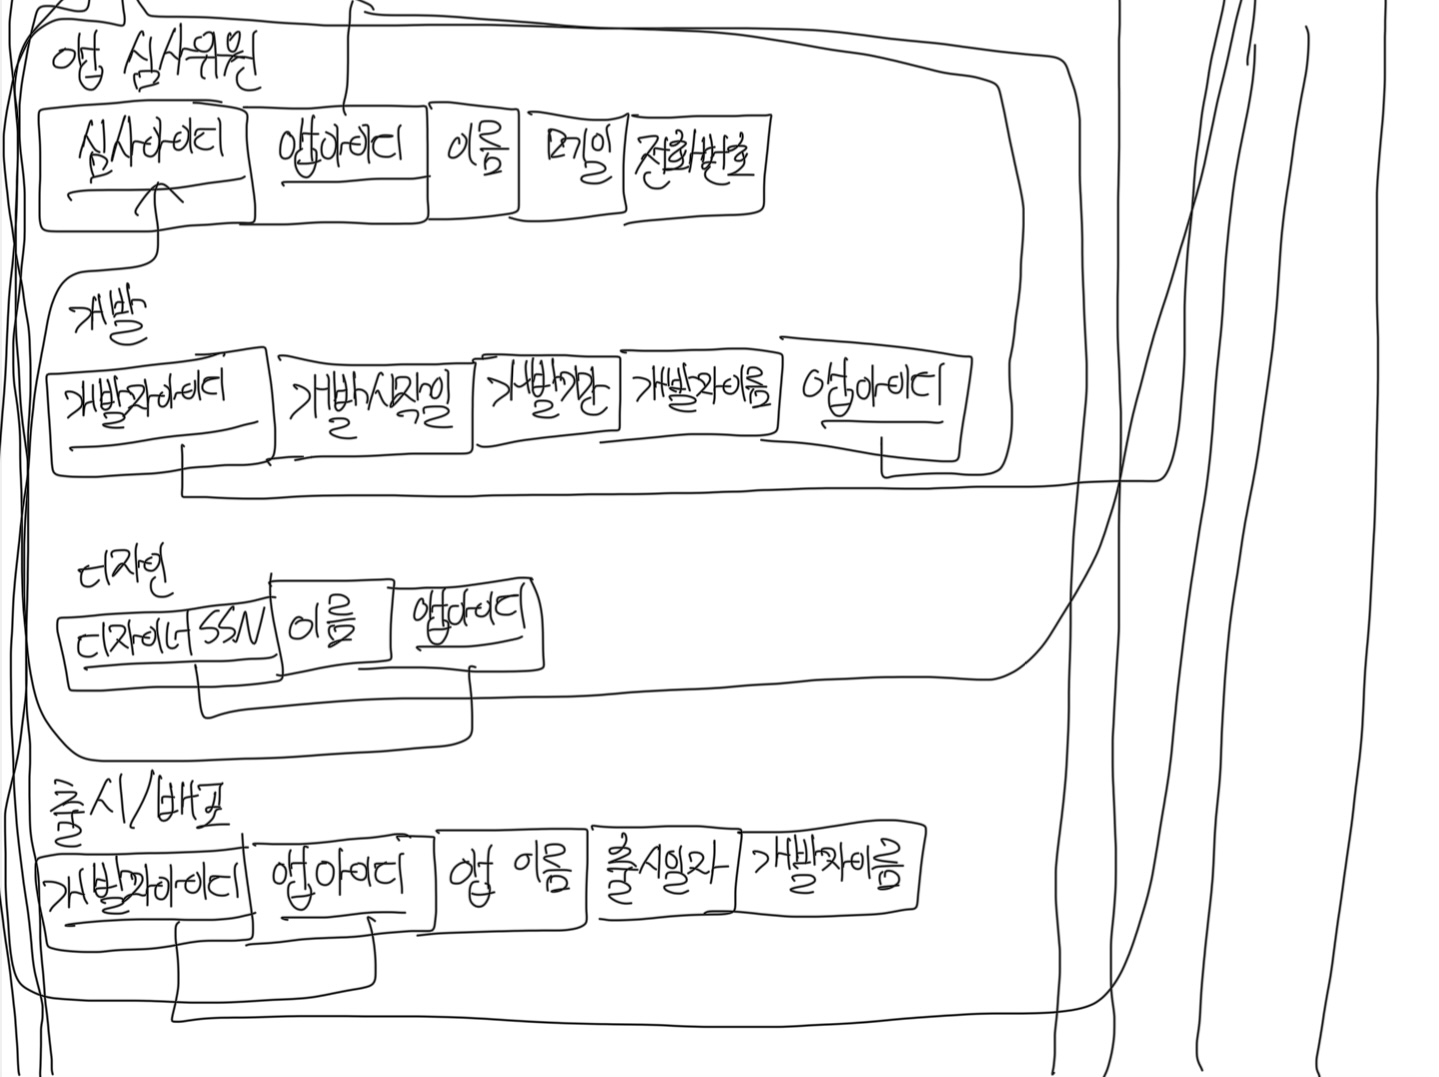 앱 심사위원
심사아이디 앱아이디 이름 메일 전화번호
개발
개발자아이디 개발시작일 개발기간 개발자이름 앱아이디
디자인
디자이너SSN 이름 앱아이디
출시/배포
개발자아이디 앱아이디 앱 이름 출시일자 개발자이름